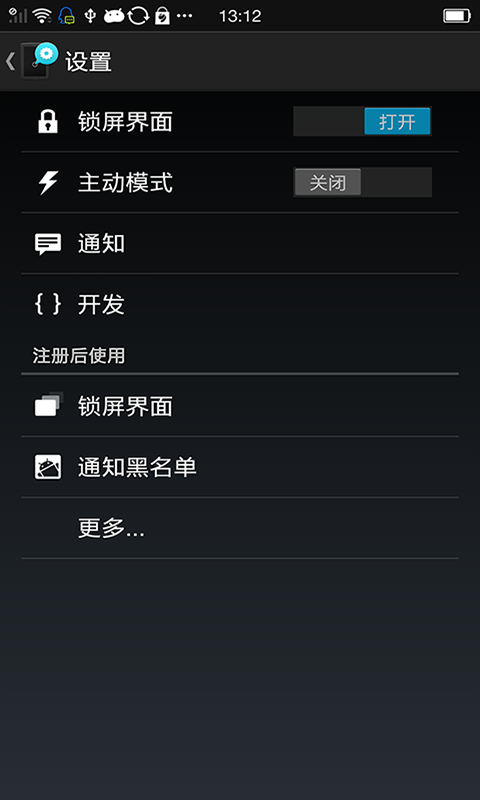 13:12
设置
锁屏界面
打开
主动模式
关闭
通知
{ } 开发
注册后使用
锁屏界面
通知黑名单
更多...